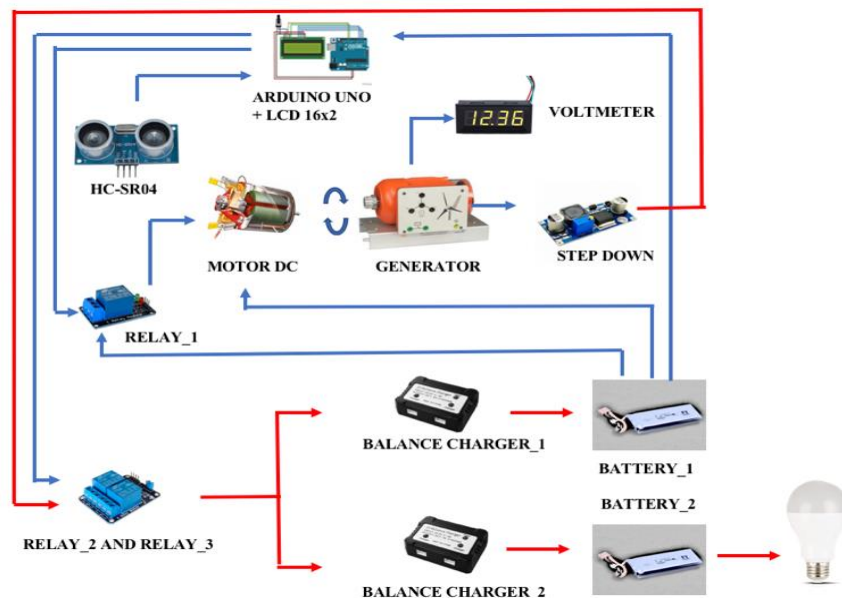 ARDUINO UNO
+ LCD 16x2
12.36
VOLTMETER
HC-SR04
MOTOR DC
GENERATOR
STEP DOWN
RELAY_1
BALANCE CHARGER_1
BATTERY_1
RELAY_2 AND RELAY_3
BATTERY_2
BALANCE CHARGER_2